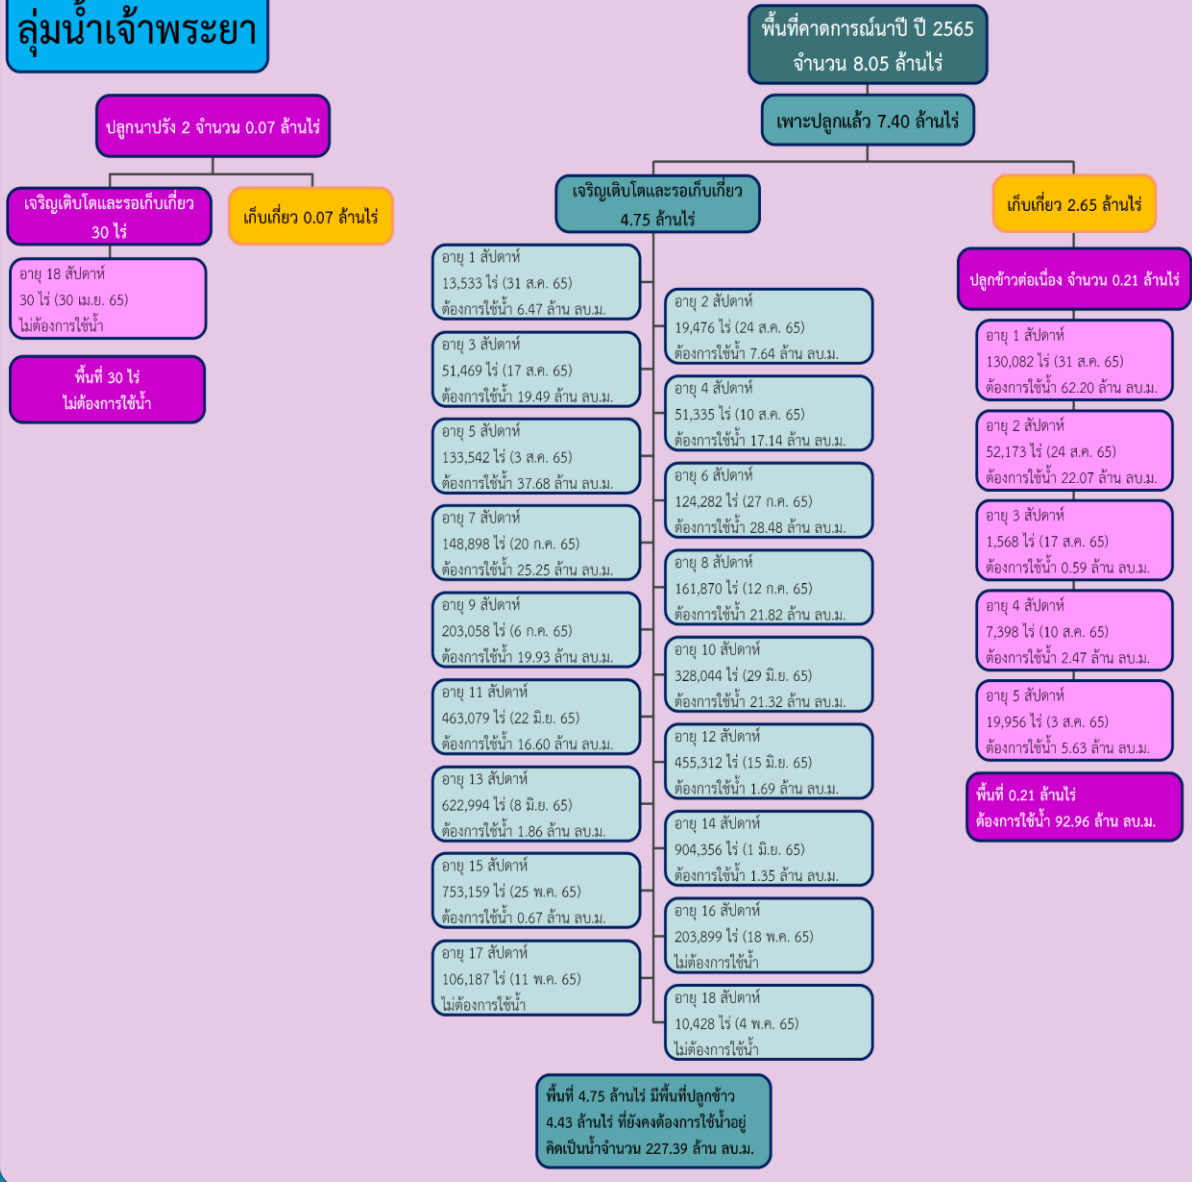 ลุ่มน้ำเจ้าพระยา
พื้นที่คาดการณ์นาปี ปี 2565
จำนวน 8.05 ล้านไร่
เพาะปลูกแล้ว 7.40 ล้านไร่
ปลูกนาปรัง 2 จำนวน 0.07 ล้านไร่
เจริญเติบโตและรอเก็บเกี่ยว
30 ไร่
เก็บเกี่ยว 0.07 ล้านไร่
อายุ 18 สัปดาห์
30 ไร่ (30 เม.ย. 65)
ไม่ต้องการใช้น้ำ
พื้นที่ 30 ไร่
ไม่ต้องการใช้น้ำ
เจริญเติบโตและรอเก็บเกี่ยว
4.75 ล้านไร่
อายุ 1 สัปดาห์
13,533 ไร่ (31 ส.ค. 65)
ต้องการใช้น้ำ 6.47 ล้าน ลบ.ม.
อายุ 2 สัปดาห์
19,476 ไร่ (24 ส.ค. 65)
ต้องการใช้น้ำ 7.64 ล้าน ลบ.ม.
อายุ 3 สัปดาห์
51,469 ไร่ (17 ส.ค. 65)
ต้องการใช้น้ำ 19.49 ล้าน ลบ.ม.
อายุ 4 สัปดาห์
51,335 ไร่ (10 ส.ค. 65)
ต้องการใช้น้ำ 17.14 ล้าน ลบ.ม.
อายุ 5 สัปดาห์
133,542 ไร่ (3 ส.ค. 65)
ต้องการใช้น้ำ 37.68 ล้าน ลบ.ม.
อายุ 6 สัปดาห์
124,282 ไร่ (27 ก.ค. 65)
ต้องการใช้น้ำ 28.48 ล้าน ลบ.ม.
อายุ 7 สัปดาห์
148,898 ไร่ (20 ก.ค. 65)
ต้องการใช้น้ำ 25.25 ล้าน ลบ.ม.
อายุ 8 สัปดาห์
161,870 ไร่ (12 ก.ค. 65)
ต้องการใช้น้ำ 21.82 ล้าน ลบ.ม.
อายุ 9 สัปดาห์
203,058 ไร่ (6 ก.ค. 65)
ต้องการใช้น้ำ 19.93 ล้าน ลบ.ม.
อายุ 10 สัปดาห์
328,044 ไร่ (29 มิ.ย. 65)
ต้องการใช้น้ำ 21.32 ล้าน ลบ.ม.
อายุ 11 สัปดาห์
463,079 ไร่ (22 มิ.ย. 65)
ต้องการใช้น้ำ 16.60 ล้าน ลบ.ม.
อายุ 12 สัปดาห์
455,312 ไร่ (15 มิ.ย. 65)
ต้องการใช้น้ำ 1.69 ล้าน ลบ.ม.
อายุ 13 สัปดาห์
622,994 ไร่ (8 มิ.ย. 65)
ต้องการใช้น้ำ 1.86 ล้าน ลบ.ม.
อายุ 14 สัปดาห์
904,356 ไร่ (1 มิ.ย. 65)
ต้องการใช้น้ำ 1.35 ล้าน ลบ.ม.
อายุ 15 สัปดาห์
753,159 ไร่ (25 พ.ค. 65)
ต้องการใช้น้ำ 0.67 ล้าน ลบ.ม.
อายุ 16 สัปดาห์
203,899 ไร่ (18 พ.ค. 65)
ไม่ต้องการใช้น้ำ
อายุ 17 สัปดาห์
106,187 ไร่ (11 พ.ค. 65)
ไม่ต้องการใช้น้ำ
อายุ 18 สัปดาห์
10,428 ไร่ (4 พ.ค. 65)
ไม่ต้องการใช้น้ำ
พื้นที่ 4.75 ล้านไร่ มีพื้นที่ปลูกข้าว
4.43 ล้านไร่ ที่ยังคงต้องการใช้น้ำอยู่
คิดเป็นน้ำจำนวน 227.39 ล้าน ลบ.ม.
เก็บเกี่ยว 2.65 ล้านไร่
ปลูกข้าวต่อเนื่อง จำนวน 0.21 ล้านไร่
อายุ 1 สัปดาห์
130,082 ไร่ (31 ส.ค. 65)
ต้องการใช้น้ำ 62.20 ล้าน ลบ.ม.
อายุ 2 สัปดาห์
52,173 ไร่ (24 ส.ค. 65)
ต้องการใช้น้ำ 22.07 ล้าน ลบ.ม.
อายุ 3 สัปดาห์
1,568 ไร่ (17 ส.ค. 65)
ต้องการใช้น้ำ 0.59 ล้าน ลบ.ม.
อายุ 4 สัปดาห์
7,398 ไร่ (10 ส.ค. 65)
ต้องการใช้น้ำ 2.47 ล้าน ลบ.ม.
อายุ 5 สัปดาห์
19,956 ไร่ (3 ส.ค. 65)
ต้องการใช้น้ำ 5.63 ล้าน ลบ.ม.
พื้นที่ 0.21 ล้านไร่
ต้องการใช้น้ำ 92.96 ล้าน ลบ.ม.